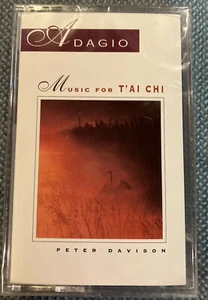 ADAGIO
MUSIC FOR T'AI CHI
PETER DAVISON